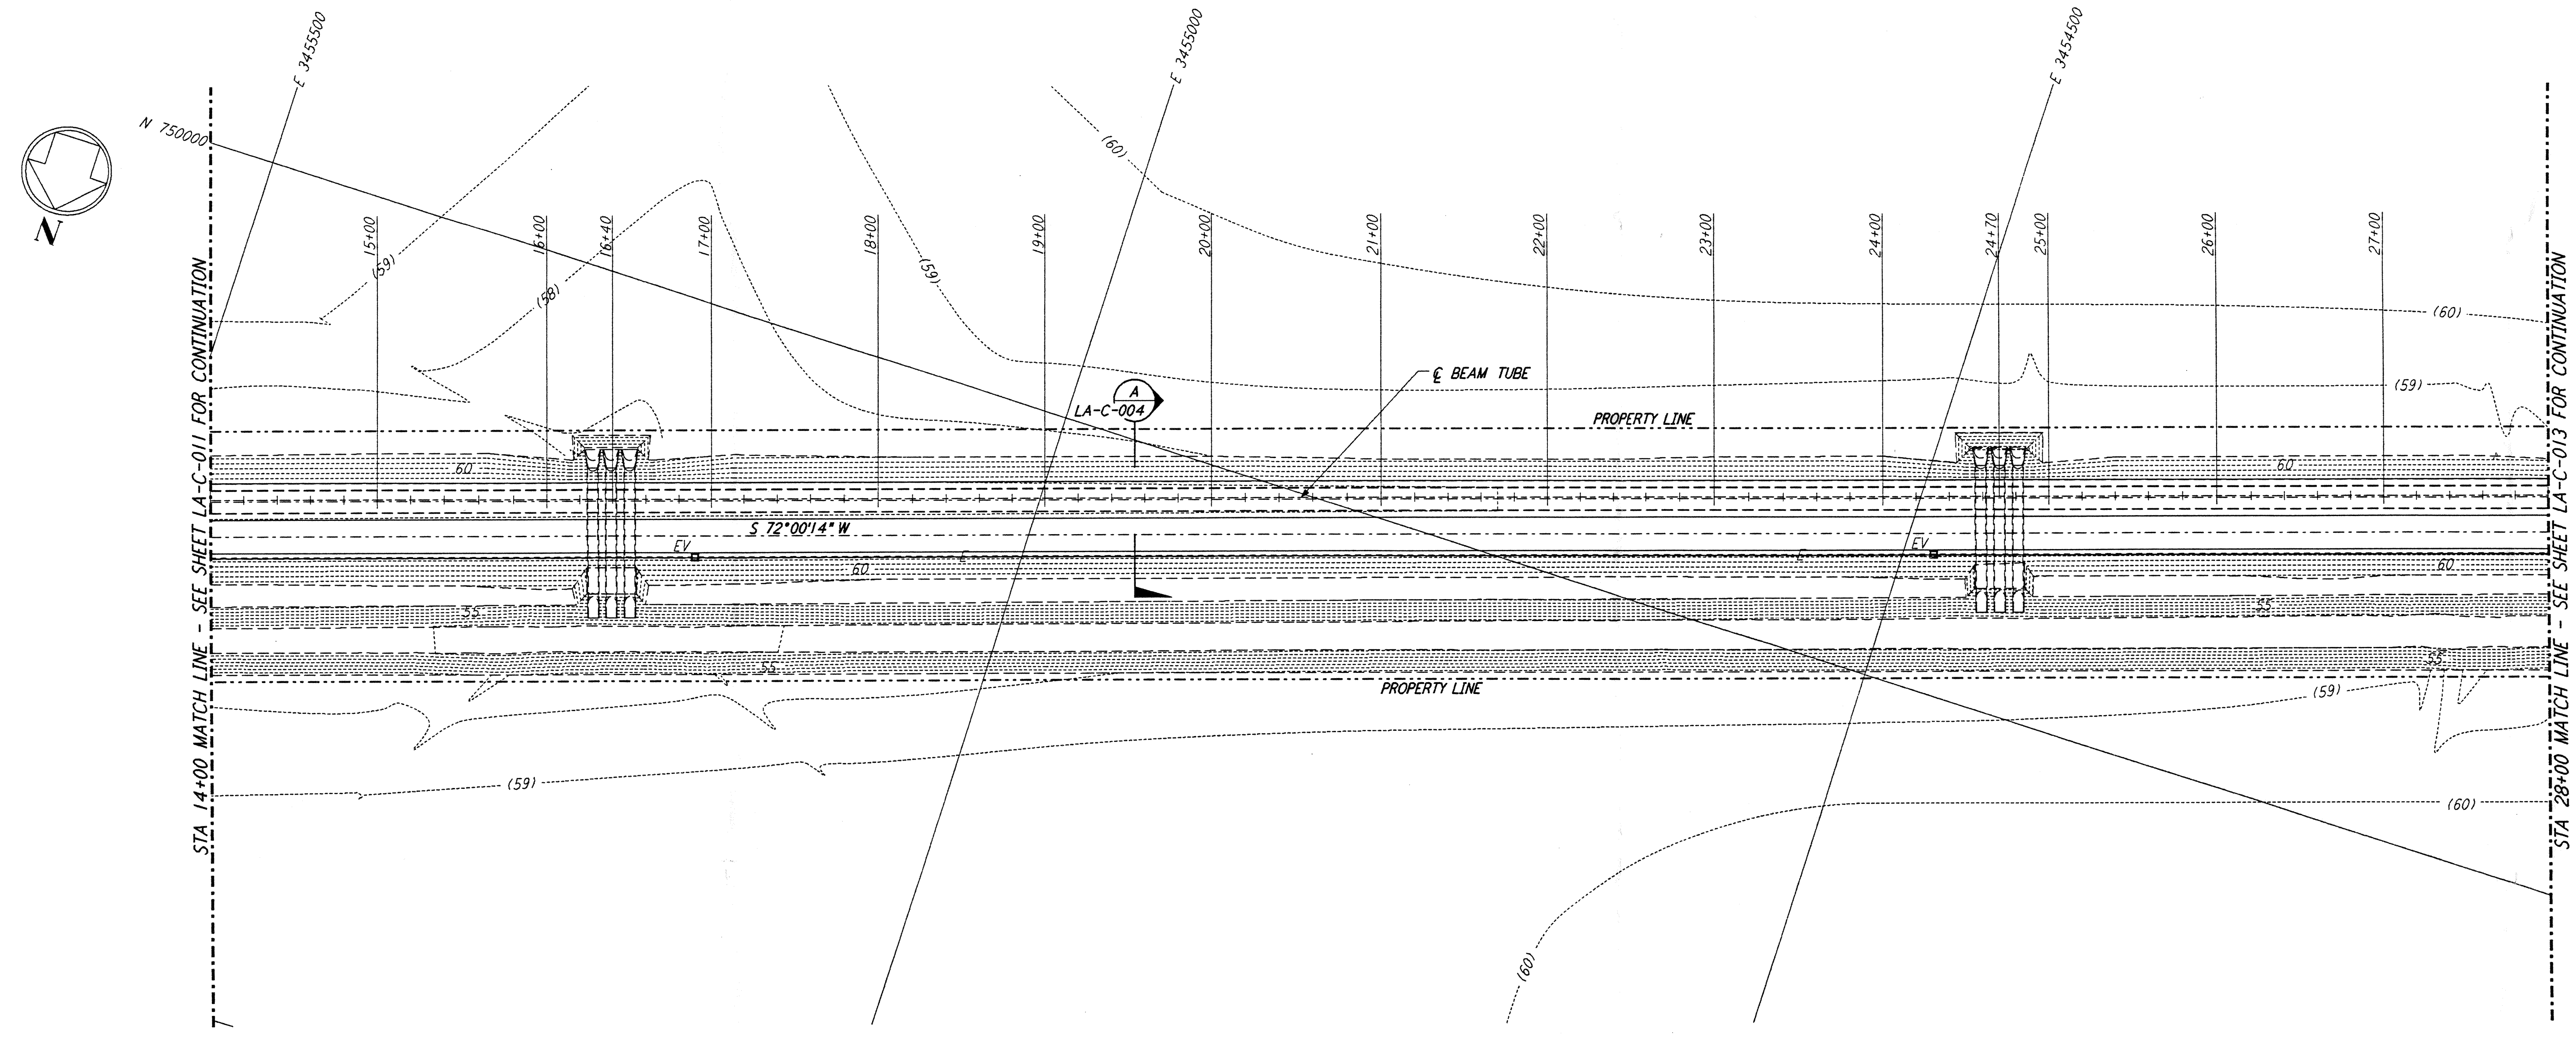 E 3455500
E 3455000
E 3454500
N 750000
N
(60)
15+00
16+00
16+40
17+00
18+00
19+00
20+00
21+00
22+00
23+00
24+00
24+70
25+00
26+00
27+00
(59)
(58)
(59)
(60)
℄ BEAM TUBE
(59)
A
LA-C-004
PROPERTY LINE
60
60
S 72°00'14" W
EV
E
E
EV
60
60
55
55
55
55
PROPERTY LINE
(59)
(59)
(60)
(60)
STA 14+00 MATCH LINE - SEE SHEET LA-C-011 FOR CONTINUATION
STA 28+00 MATCH LINE - SEE SHEET LA-C-013 FOR CONTINUATION